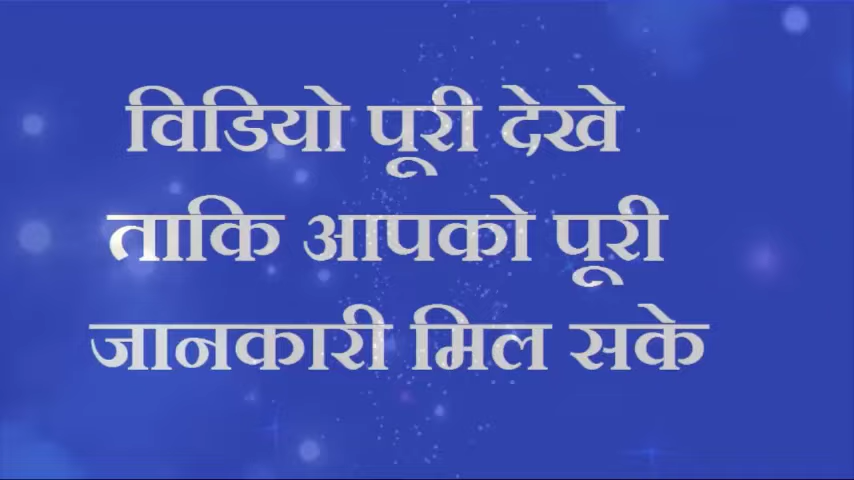 विडियो पूरी देखे
ताकि आपको पूरी
जानकारी मिल सके